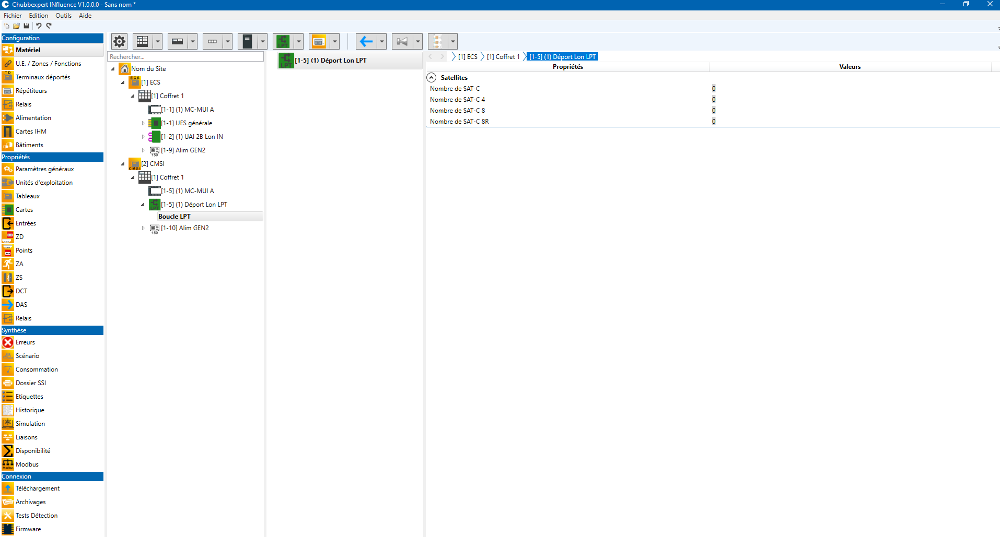 Chubbexpert INfluence V1.0.0.0 - Sans nom *
Fichier Edition Outils Aide
Configuration
Matériel
U.E. / Zones / Fonctions
Terminaux déportés
Répétiteurs
Relais
Alimentation
Cartes IHM
Bâtiments
Propriétés
Paramètres généraux
Unités d'exploitation
Tableaux
Cartes
Entrées
ZD
Points
ZA
ZS
DCT
DAS
Relais
Synthèse
Erreurs
Scénario
Consommation
Dossier SSI
Etiquettes
Historique
Simulation
Liaisons
Disponibilité
Modbus
Connexion
Téléchargement
Archivages
Tests Détection
Firmware
LPT
Rechercher...
Nom du Site
ECS
[1] ECS
[1] Coffret 1
[1-1] (1) MC-MUI A
[1-1] UES générale
[1-2] (1) UAI 2B Lon IN
150
[1-9] Alim GEN2
CMSI
[2] CMSI
[1] Coffret 1
[1-5] (1) MC-MUI A
LPT
[1-5] (1) Déport Lon LPT
Boucle LPT
150
[1-10] Alim GEN2
LPT
[1-5] (1) Déport Lon LPT
[1] ECS [1] Coffret 1 [1-5] (1) Déport Lon LPT
Propriétés Valeurs
Satellites
Nombre de SAT-C 0
Nombre de SAT-C 4 0
Nombre de SAT-C 8 0
Nombre de SAT-C 8R 0